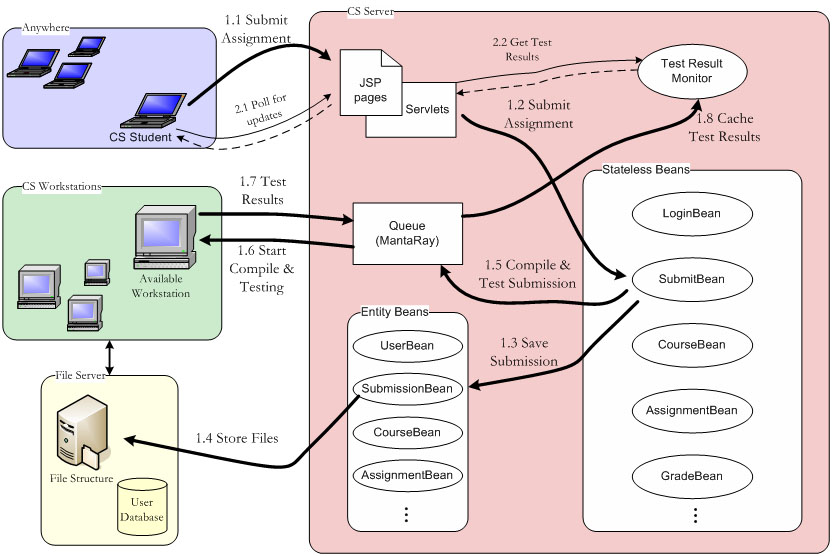 Anywhere
CS Student
1.1 Submit
Assignment
2.1 Poll for
updates
CS Server
JSP
pages
Servlets
2.2 Get Test
Results
Test Result
Monitor
1.2 Submit
Assignment
1.8 Cache
Test Results
CS Workstations
Available
Workstation
1.7 Test
Results
1.6 Start
Compile &
Testing
Queue
(MantaRay)
1.5 Compile &
Test Submission
Stateless Beans
LoginBean
SubmitBean
CourseBean
AssignmentBean
GradeBean
Entity Beans
UserBean
SubmissionBean
CourseBean
AssignmentBean
1.3 Save
Submission
1.4 Store Files
File Server
File Structure
User
Database